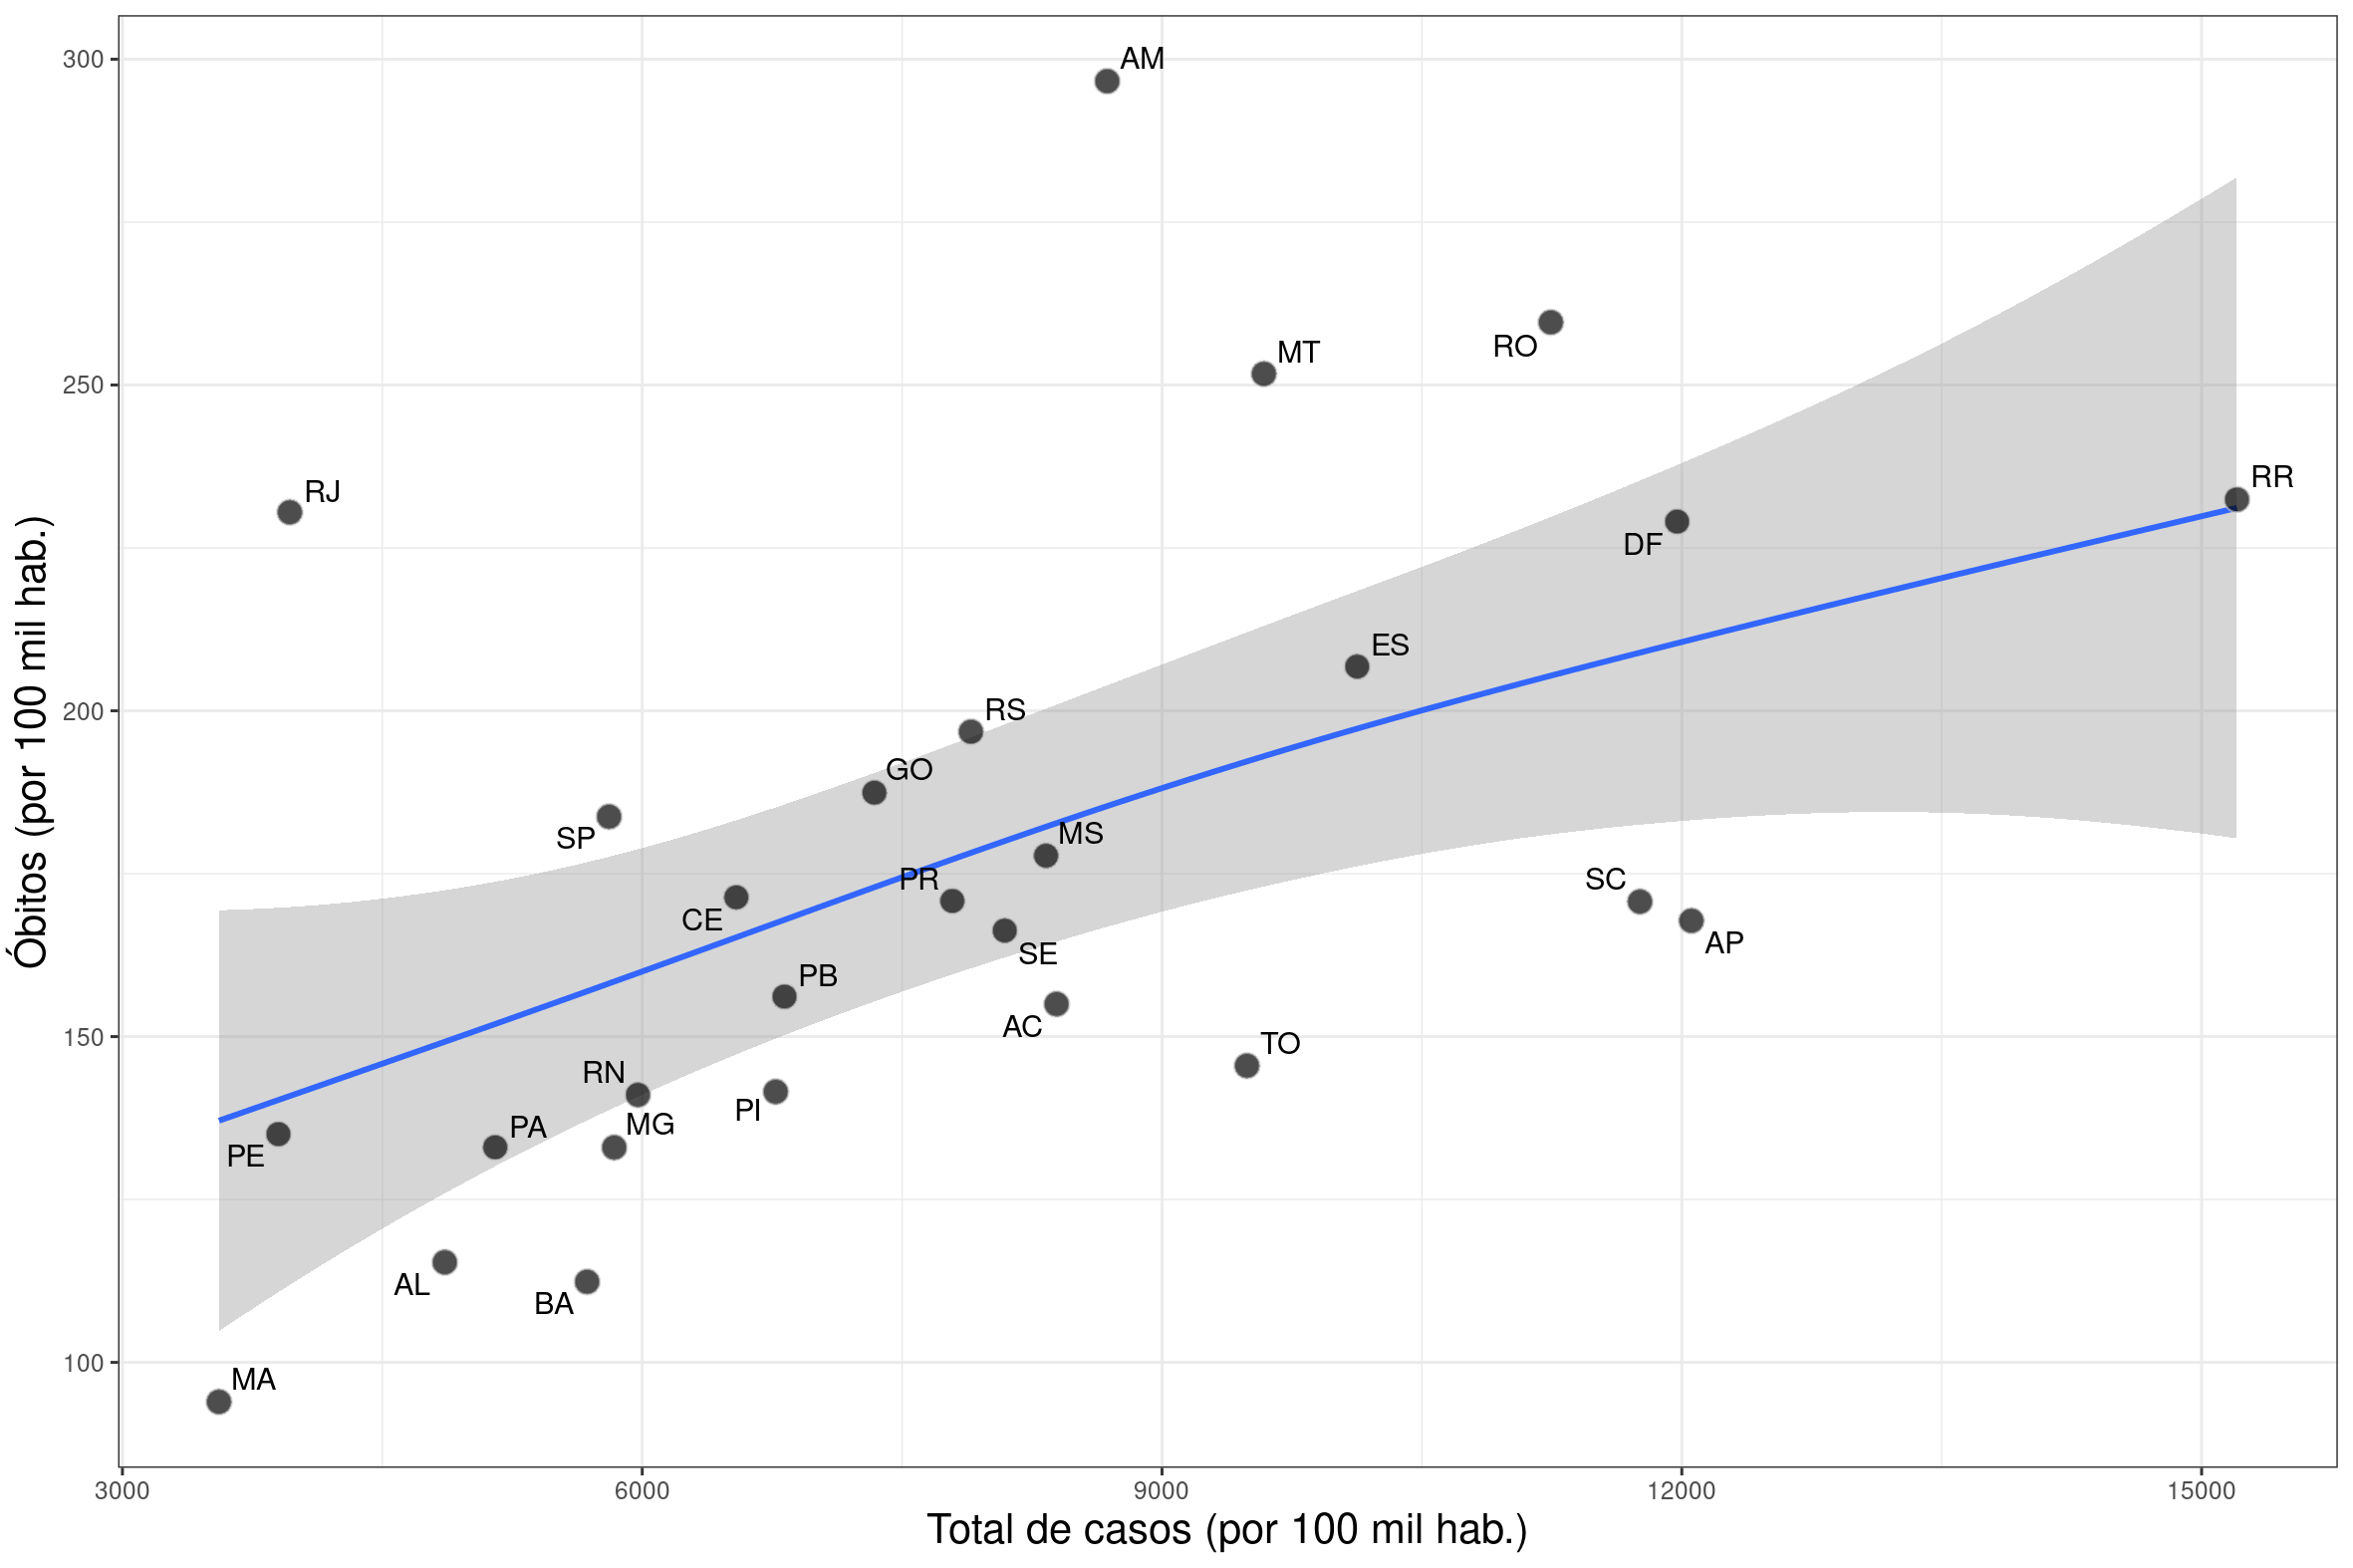 Óbitos (por 100 mil hab.)
300
250
200
150
100
AM
MT
RO
RJ
RR
DF
ES
RS
GO
SP
MS
PR
CE
SC
SE
AP
PB
AC
TO
RN
PI
MG
PA
PE
AL
BA
MA
3000
6000
9000
12000
15000
Total de casos (por 100 mil hab.)